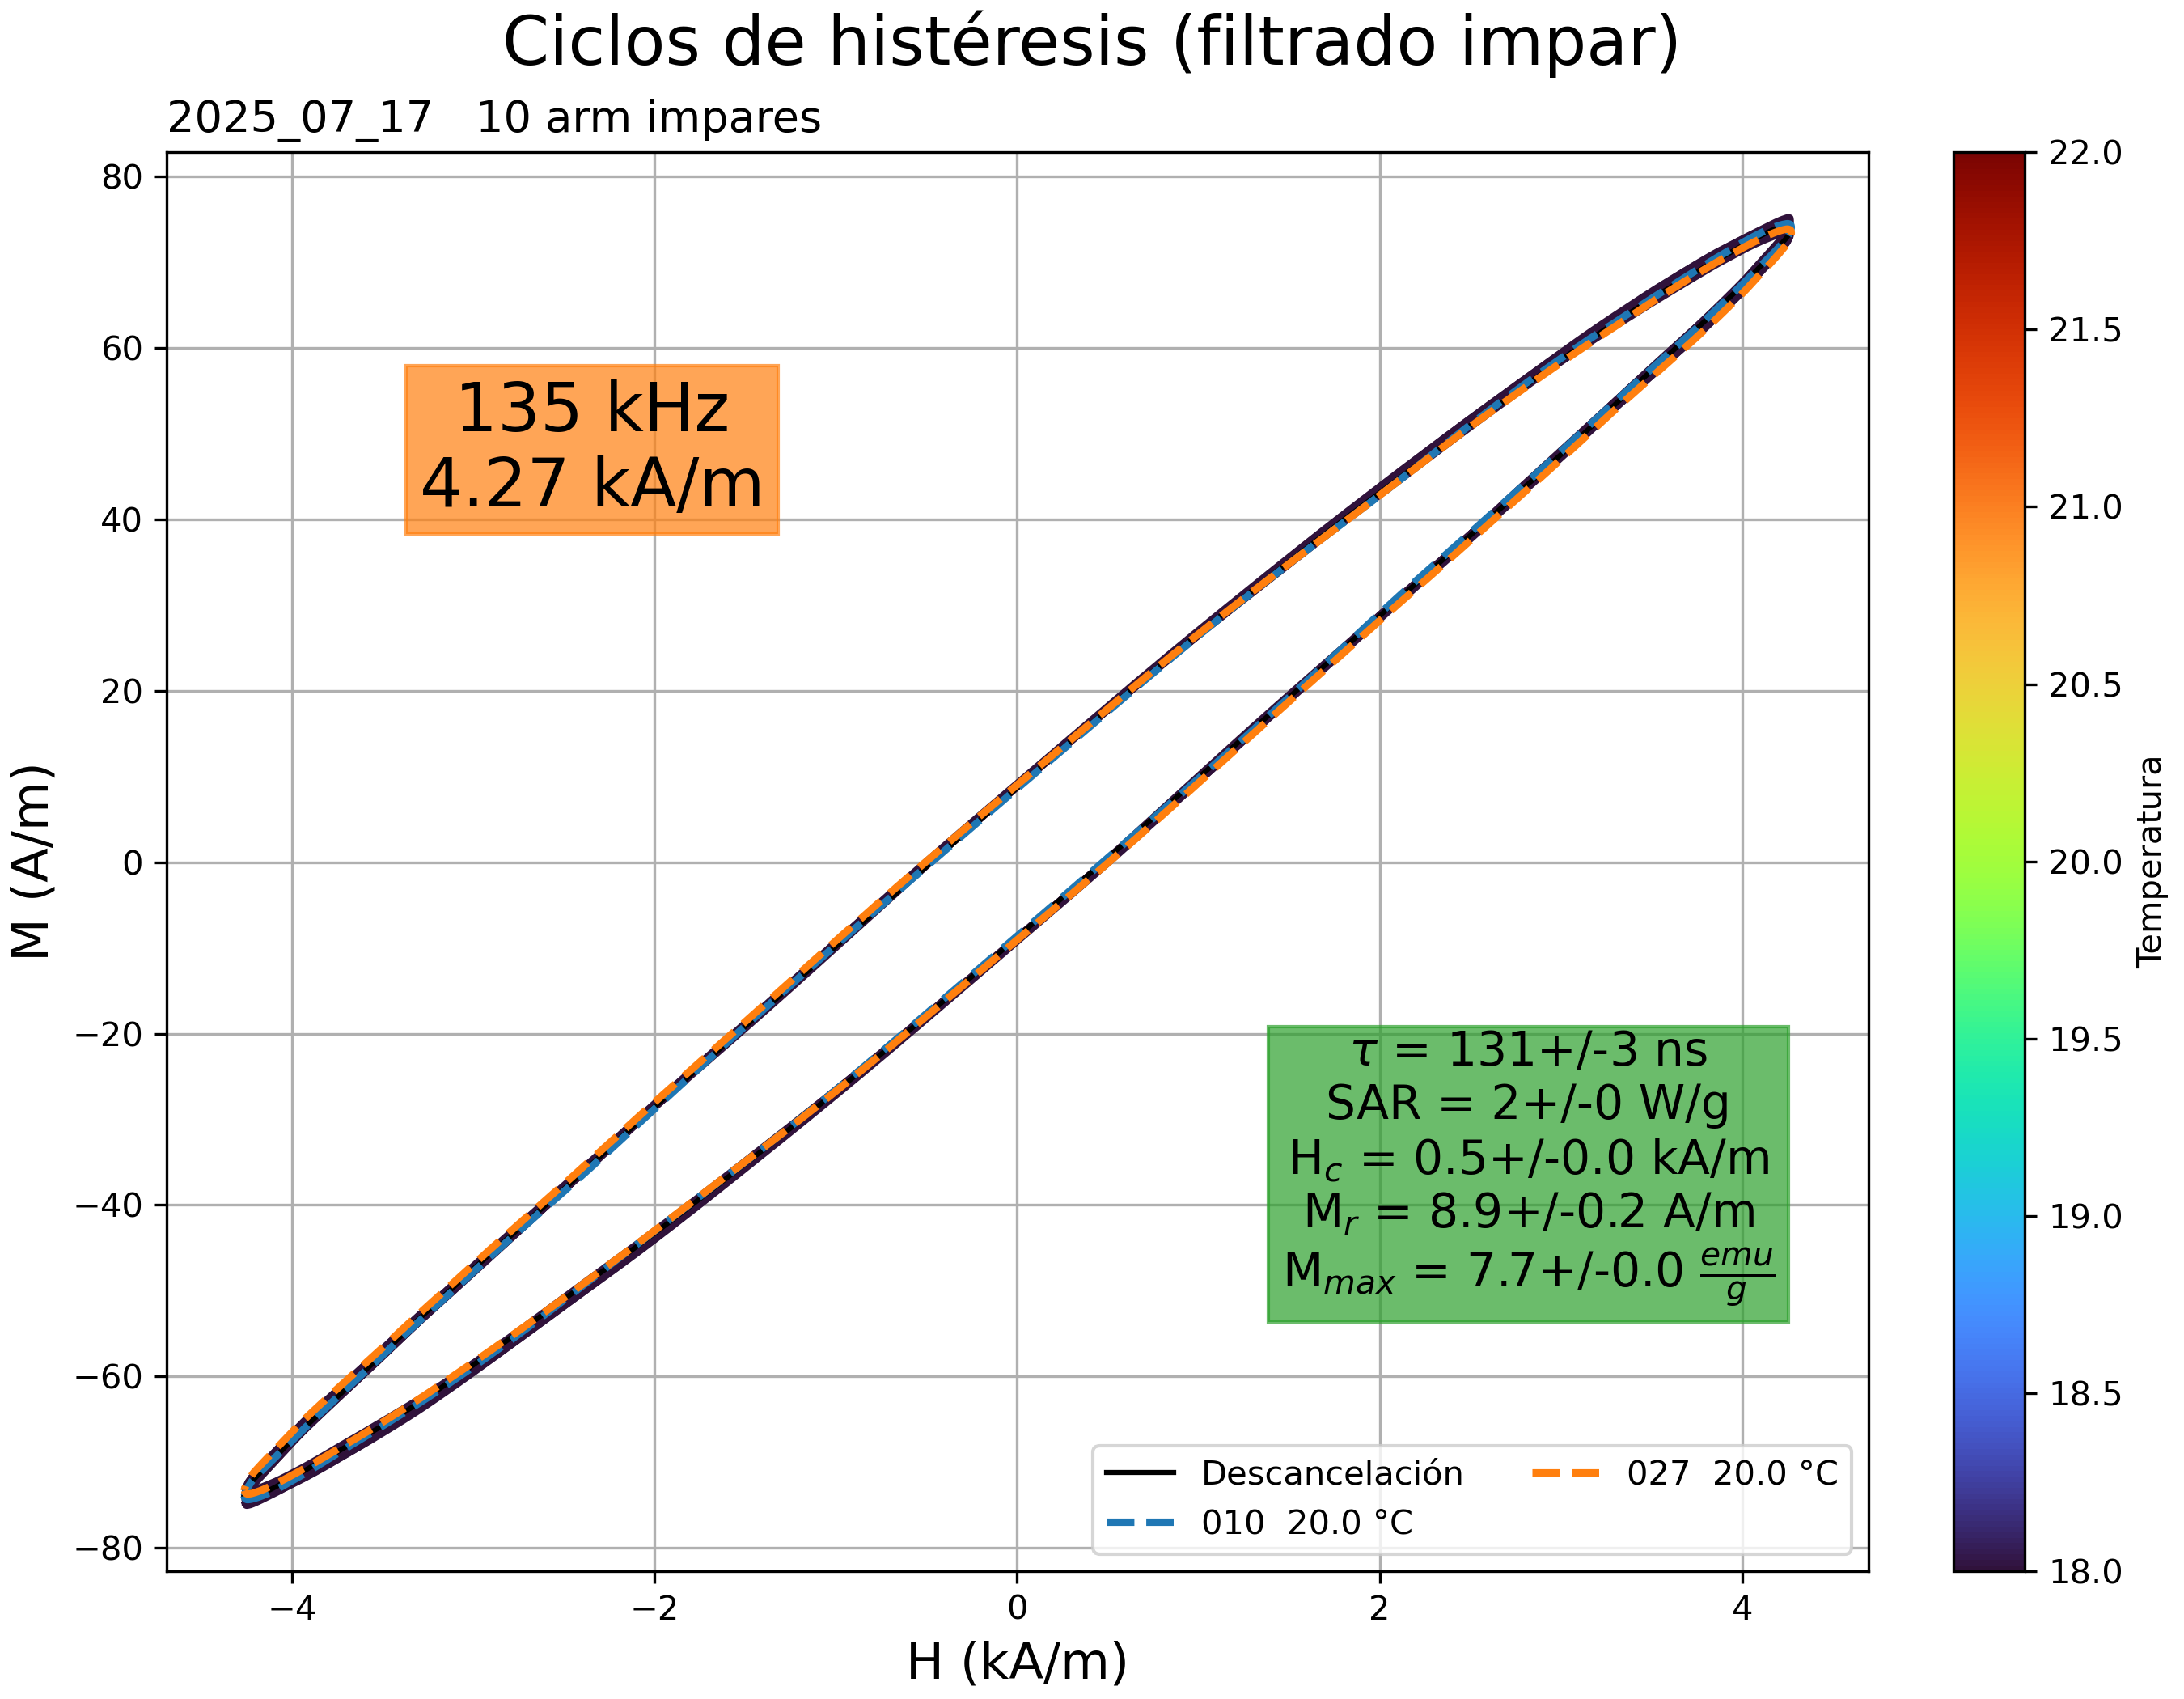 Ciclos de histéresis (filtrado impar)
2025_07_17   10 arm impares
M (A/m)
80
60
40
20
0
−20
−40
−60
−80
135 kHz
4.27 kA/m
τ = 131+/-3 ns
SAR = 2+/-0 W/g
H_c = 0.5+/-0.0 kA/m
M_r = 8.9+/-0.2 A/m
M_max = 7.7+/-0.0 emu/g
Descancelación
010  20.0 °C
027  20.0 °C
−4
−2
0
2
4
H (kA/m)
22.0
21.5
21.0
20.5
20.0
19.5
19.0
18.5
18.0
Temperatura